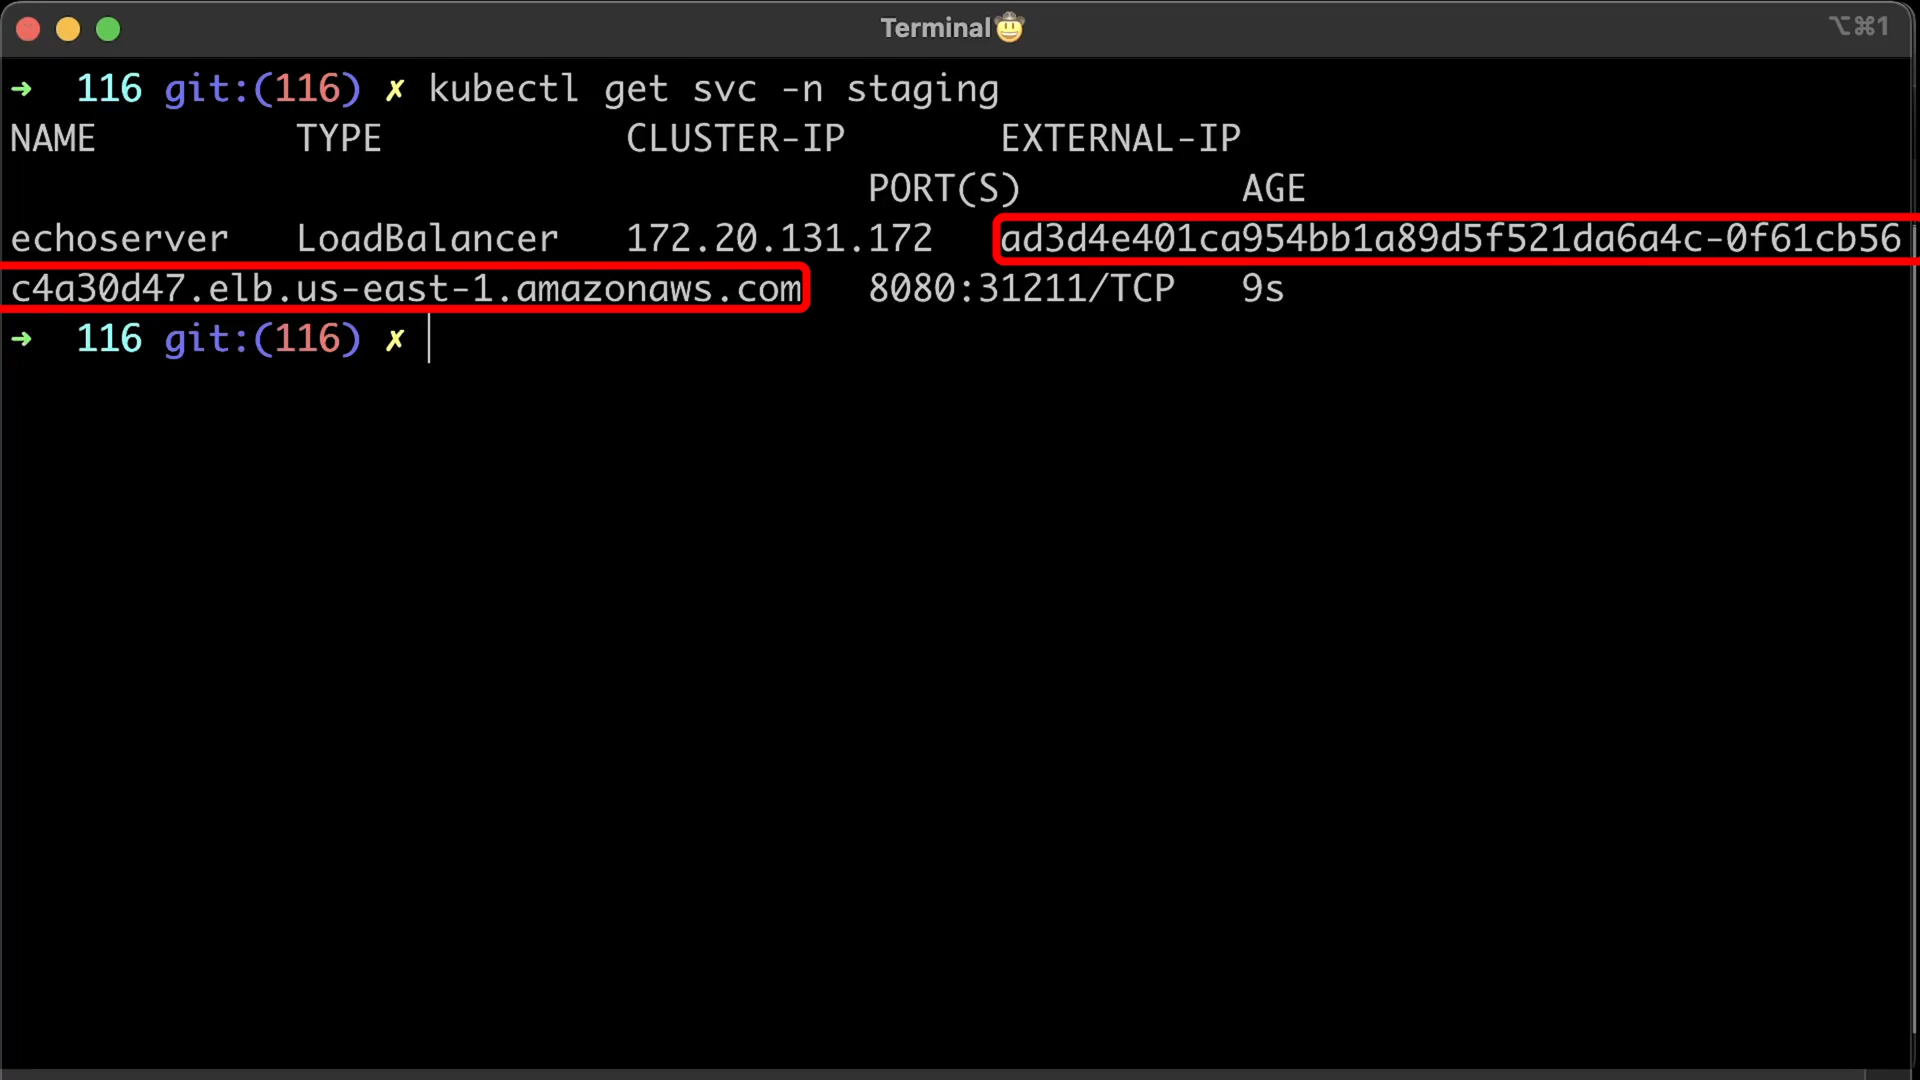 Terminal🤠
⌥⌘1
➜ 116 git:(116) ✗ kubectl get svc -n staging
NAME TYPE CLUSTER-IP EXTERNAL-IP
PORT(S) AGE
echoserver LoadBalancer 172.20.131.172 ad3d4e401ca954bb1a89d5f521da6a4c-0f61cb56
c4a30d47.elb.us-east-1.amazonaws.com 8080:31211/TCP 9s
➜ 116 git:(116) ✗